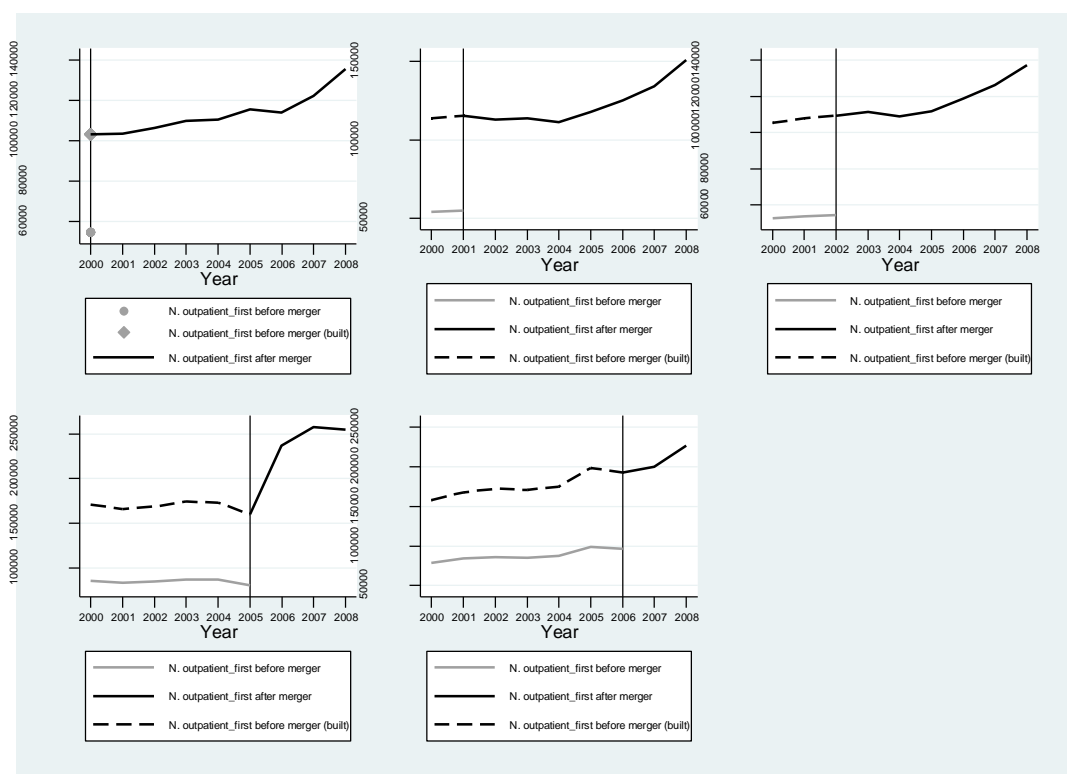 60000 80000 100000 120000 140000
2000 2001 2002 2003 2004 2005 2006 2007 2008
Year
N. outpatient_first before merger
N. outpatient_first before merger (built)
N. outpatient_first after merger
50000 100000 150000
2000 2001 2002 2003 2004 2005 2006 2007 2008
Year
N. outpatient_first before merger
N. outpatient_first after merger
N. outpatient_first before merger (built)
60000 80000 100000 120000 140000
2000 2001 2002 2003 2004 2005 2006 2007 2008
Year
N. outpatient_first before merger
N. outpatient_first after merger
N. outpatient_first before merger (built)
100000 150000 200000 250000
2000 2001 2002 2003 2004 2005 2006 2007 2008
Year
N. outpatient_first before merger
N. outpatient_first after merger
N. outpatient_first before merger (built)
50000 100000 150000 200000 250000
2000 2001 2002 2003 2004 2005 2006 2007 2008
Year
N. outpatient_first before merger
N. outpatient_first after merger
N. outpatient_first before merger (built)